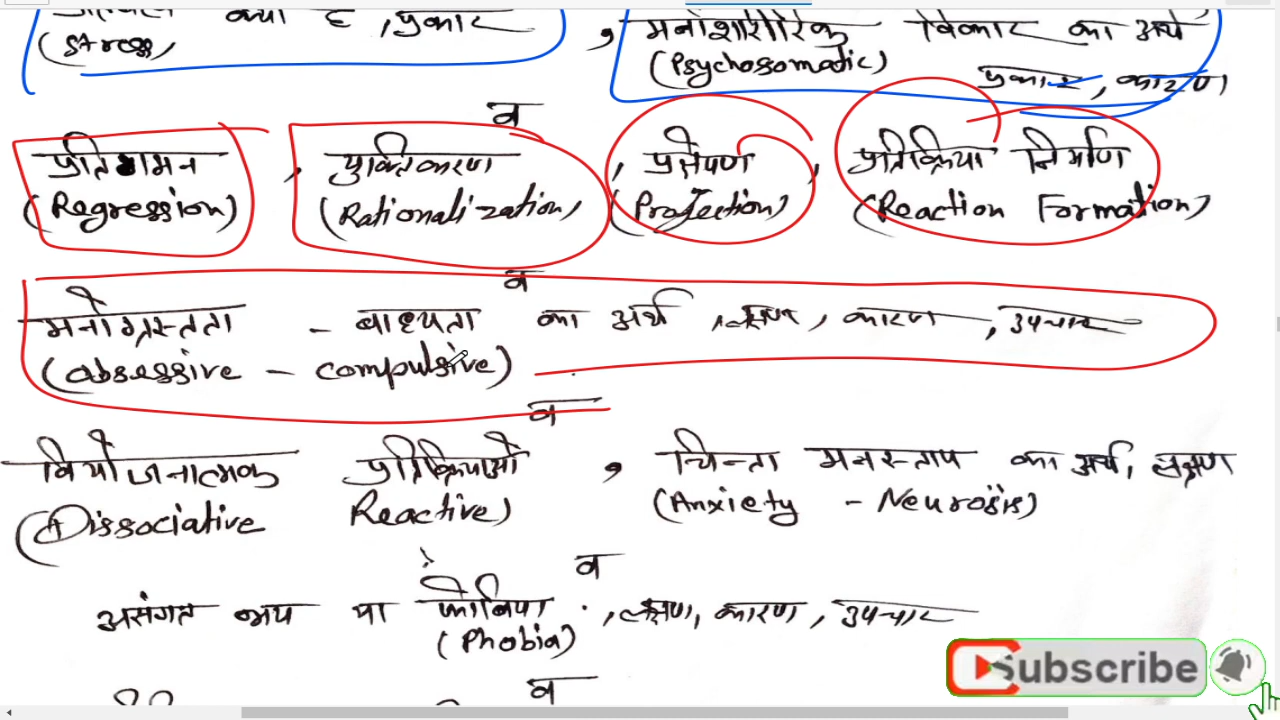 क्या है, प्रकार
(Stress,
, मनोशारीरिक विकार का अर्थ
(Psychosomatic)
प्रकार, कारण
व
प्रतिगमन , युक्तिकरण , प्रक्षेपण , प्रतिक्रिया निर्माण
(Regression) (Rationalization) (Projection) (Reaction Formation)
व
मनोग्रस्तता - बाध्यता का अर्थ, लक्षण, कारण, उपचार
(absessive - compulsive)
व
वियोजनात्मक प्रतिक्रियाओं , चिन्ता मनस्ताप का अर्थ, लक्षण
(Dissociative Reactive) (Anxiety - Neurosis)
व
असंगत भय या फोबिया , लक्षण, कारण, उपचार
(Phobia)
Subscribe
व